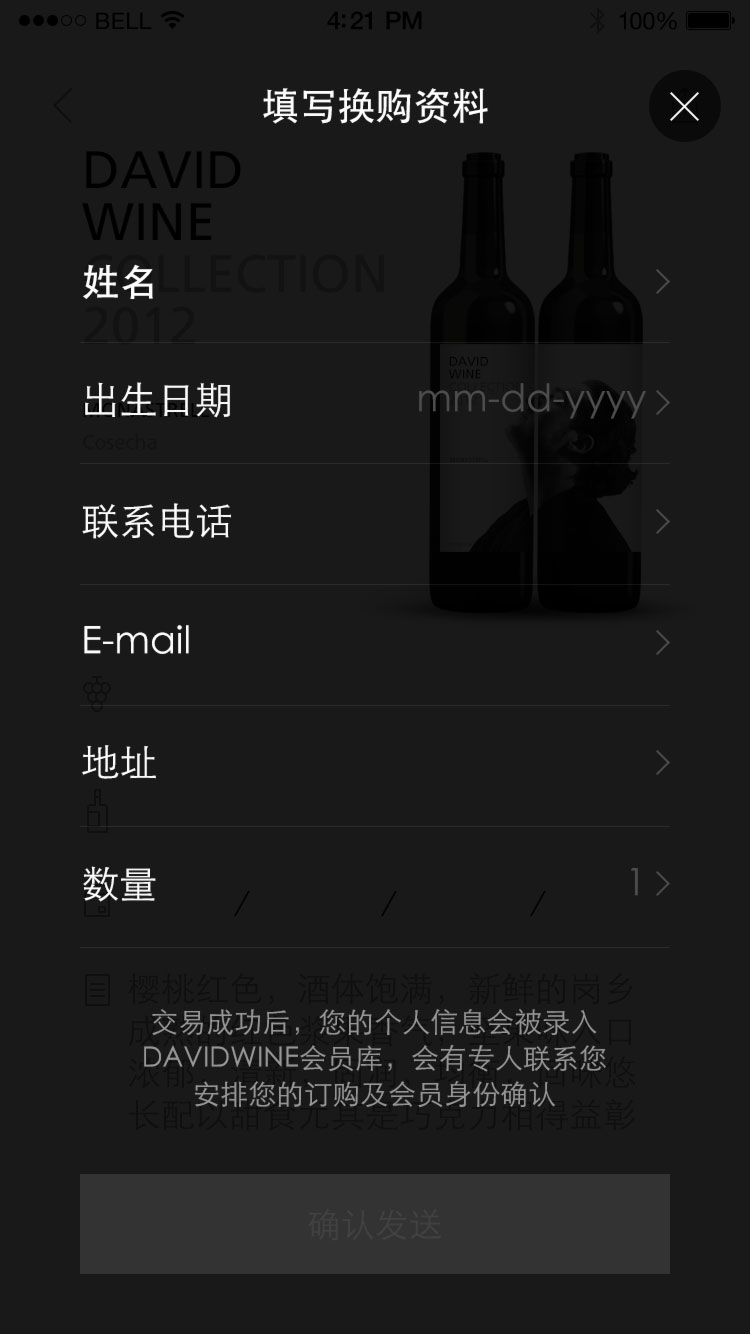 BELL
4:21 PM
100%
填写换购资料
DAVID
WINE
COLLECTION
2012
姓名
DAVID
WINE
COLLECTION
出生日期
mm-dd-yyyy
Cosecha
联系电话
E-mail
地址
数量
1
/ / /
樱桃红色，酒体饱满，新鲜的岗乡
交易成功后，您的个人信息会被录入
DAVIDWINE会员库，会有专人联系您
安排您的订购及会员身份确认
长配以甜食尤其是巧克力相得益彰
确认发送